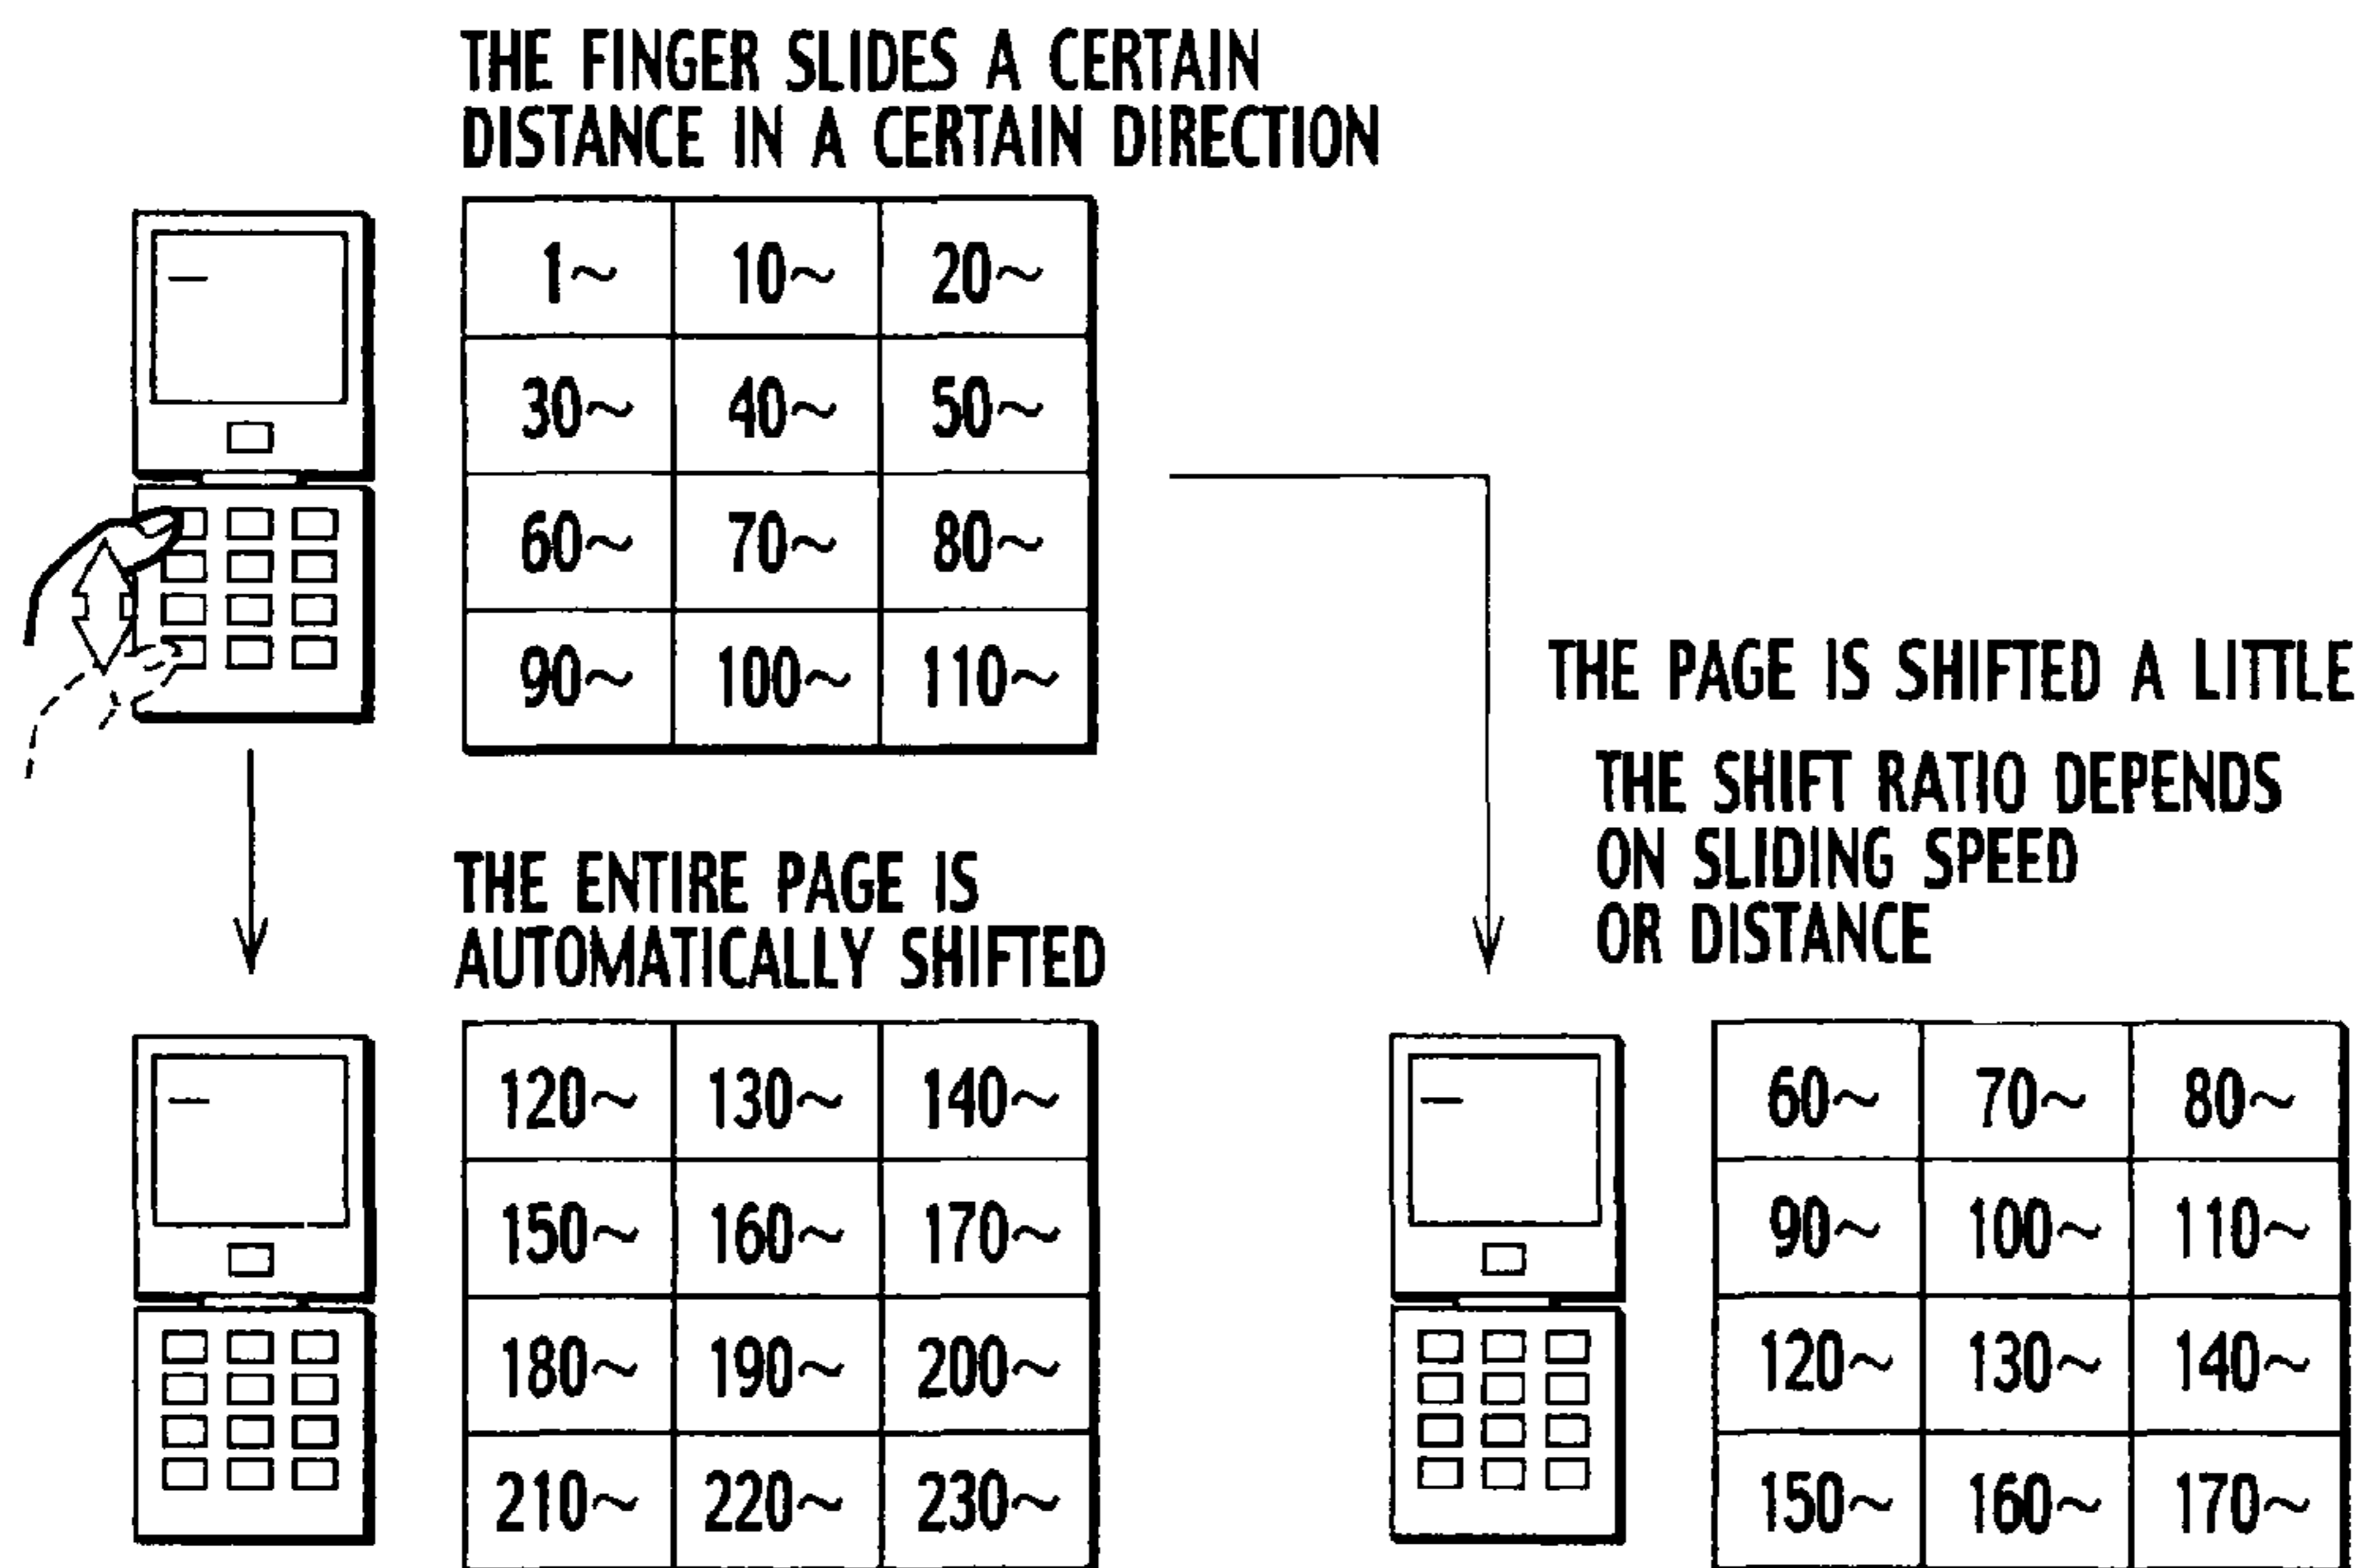 THE FINGER SLIDES A CERTAIN
DISTANCE IN A CERTAIN DIRECTION
1~ 10~ 20~
30~ 40~ 50~
60~ 70~ 80~
90~ 100~ 110~
THE PAGE IS SHIFTED A LITTLE
THE SHIFT RATIO DEPENDS
ON SLIDING SPEED
OR DISTANCE
THE ENTIRE PAGE IS
AUTOMATICALLY SHIFTED
120~ 130~ 140~
150~ 160~ 170~
180~ 190~ 200~
210~ 220~ 230~
60~ 70~ 80~
90~ 100~ 110~
120~ 130~ 140~
150~ 160~ 170~